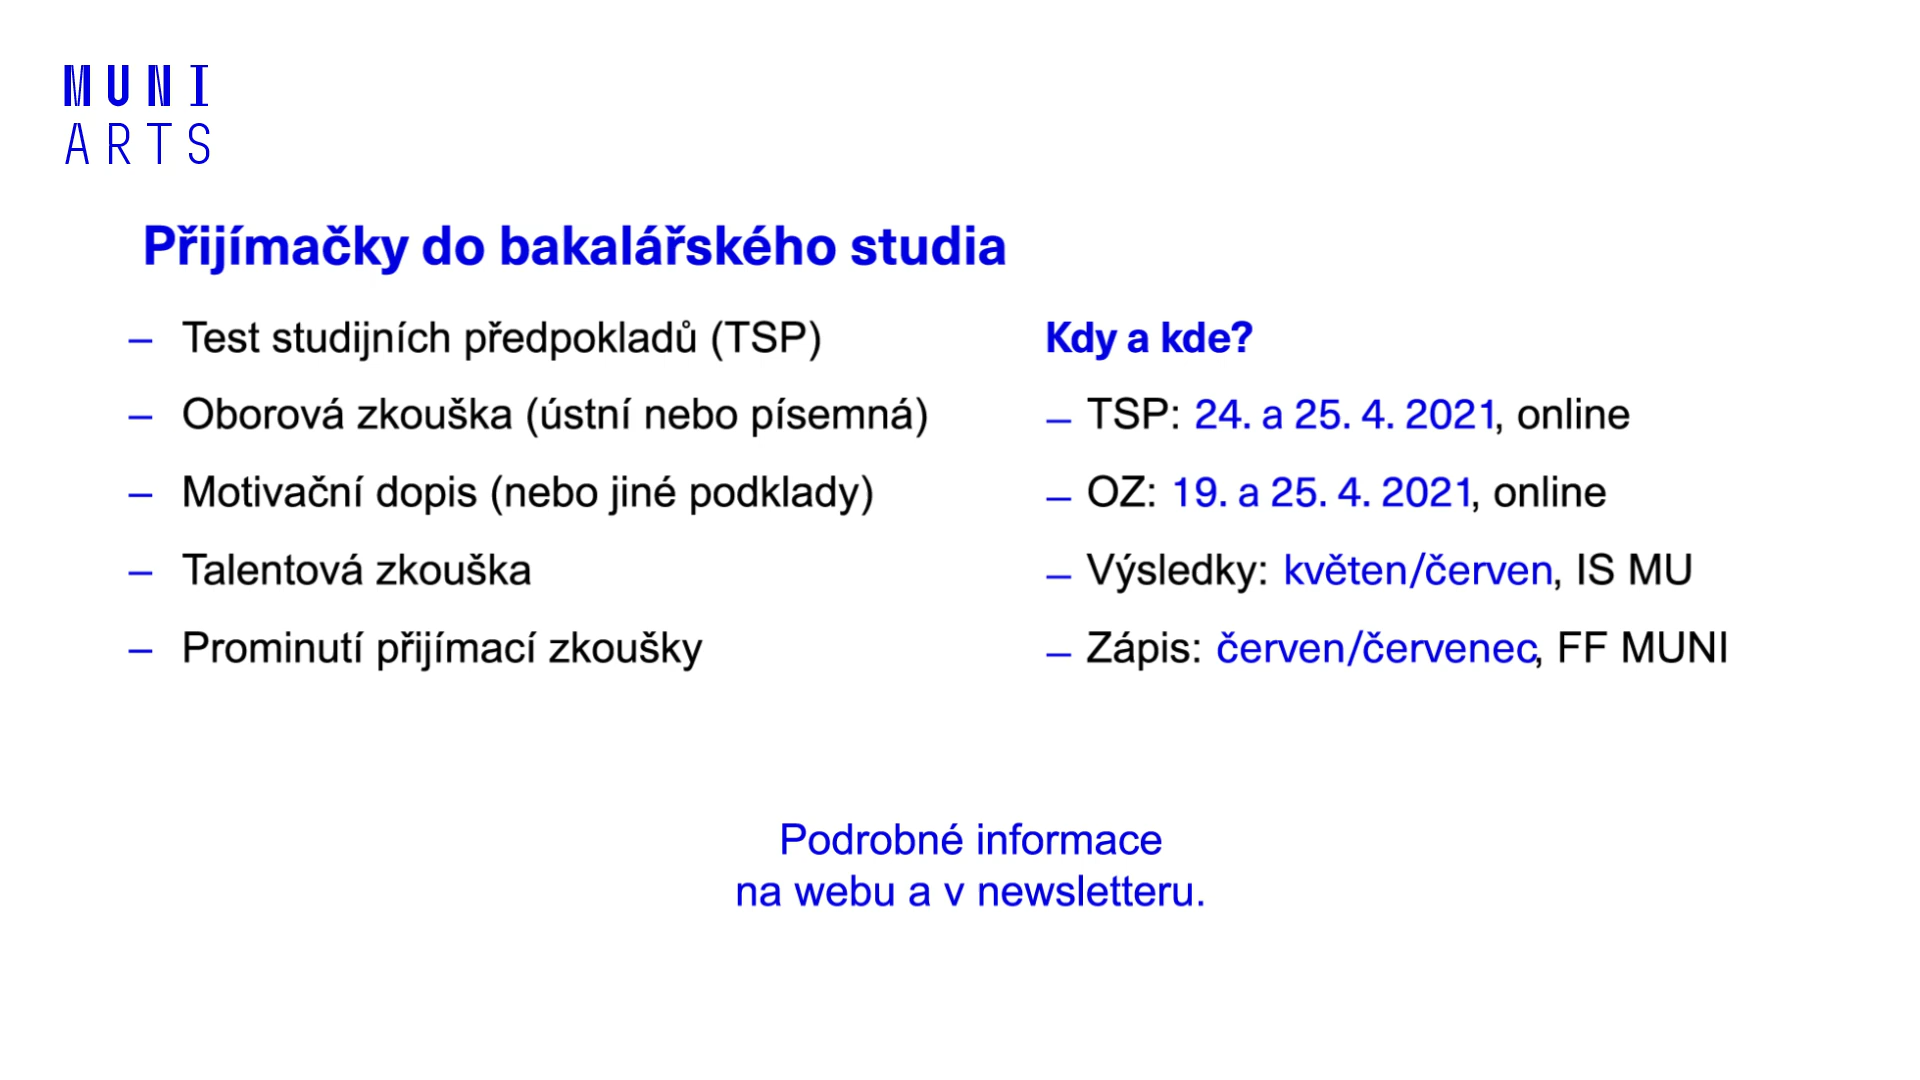 MUNI
ARTS
Přijímačky do bakalářského studia
– Test studijních předpokladů (TSP)
– Oborová zkouška (ústní nebo písemná)
– Motivační dopis (nebo jiné podklady)
– Talentová zkouška
– Prominutí přijímací zkoušky
Kdy a kde?
– TSP: 24. a 25. 4. 2021, online
– OZ: 19. a 25. 4. 2021, online
– Výsledky: květen/červen, IS MU
– Zápis: červen/červenec, FF MUNI
Podrobné informace
na webu a v newsletteru.